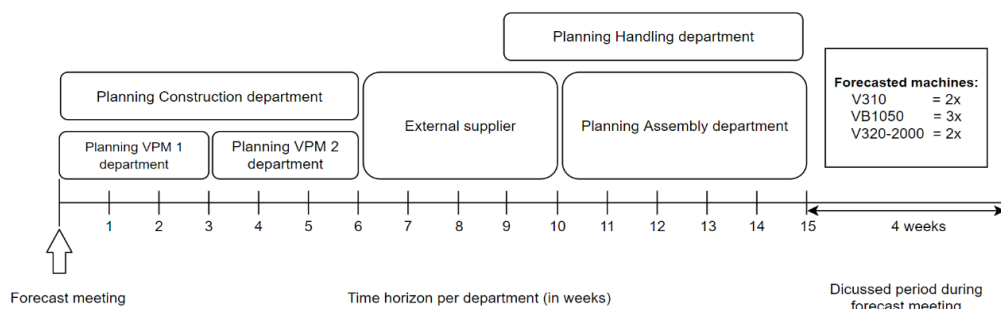 Planning Handling department
Planning Construction department
Planning VPM 1
department
Planning VPM 2
department
External supplier
Planning Assembly department
Forecasted machines:
V310 = 2x
VB1050 = 3x
V320-2000 = 2x
1 2 3 4 5 6 7 8 9 10 11 12 13 14 15
4 weeks
Forecast meeting
Time horizon per department (in weeks)
Dicussed period during
forecast meeting